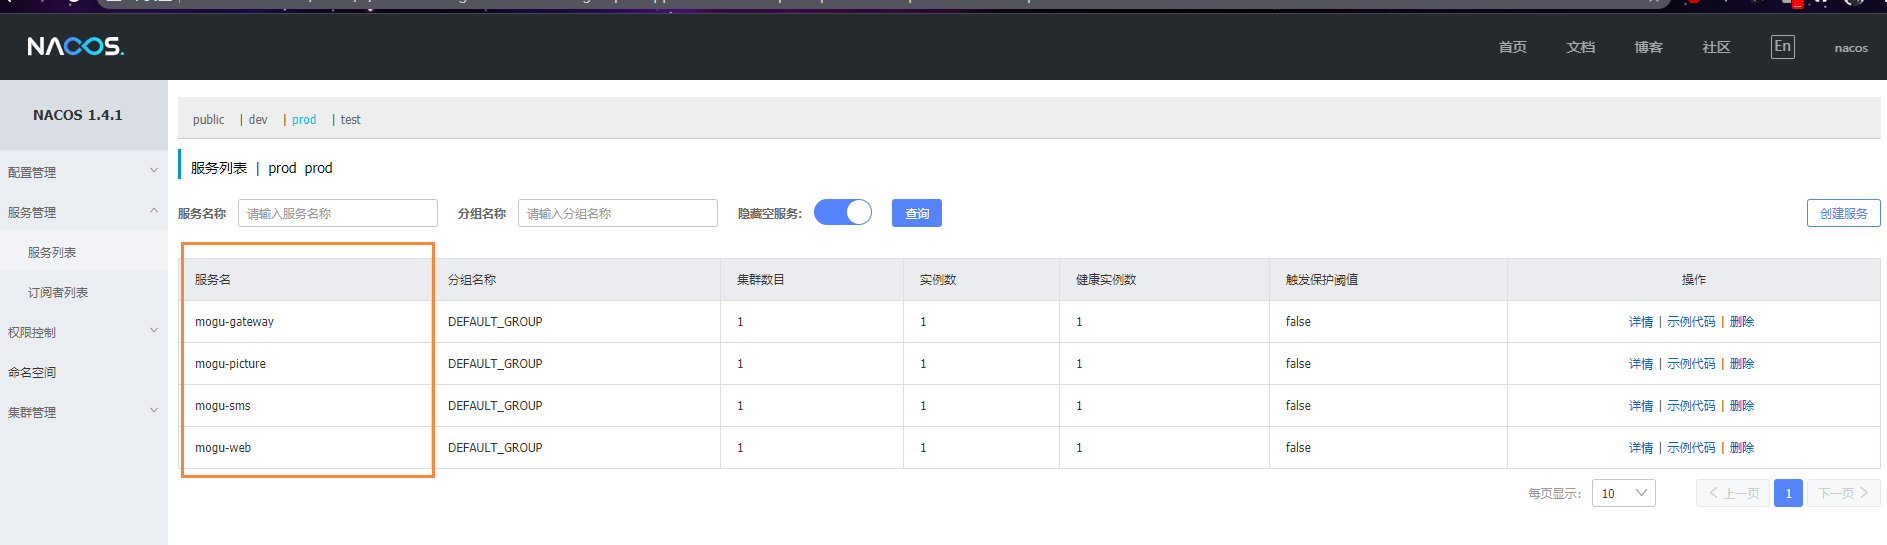 NACOS.
首页 文档 博客 社区 En nacos
NACOS 1.4.1
配置管理
服务管理
服务列表
订阅者列表
权限控制
命名空间
集群管理
public | dev | prod | test
服务列表 | prod prod
服务名称 请输入服务名称 分组名称 请输入分组名称 隐藏空服务: 查询 创建服务
服务名 分组名称 集群数目 实例数 健康实例数 触发保护阈值 操作
mogu-gateway DEFAULT_GROUP 1 1 1 false 详情 | 示例代码 | 删除
mogu-picture DEFAULT_GROUP 1 1 1 false 详情 | 示例代码 | 删除
mogu-sms DEFAULT_GROUP 1 1 1 false 详情 | 示例代码 | 删除
mogu-web DEFAULT_GROUP 1 1 1 false 详情 | 示例代码 | 删除
每页显示: 10 上一页 1 下一页